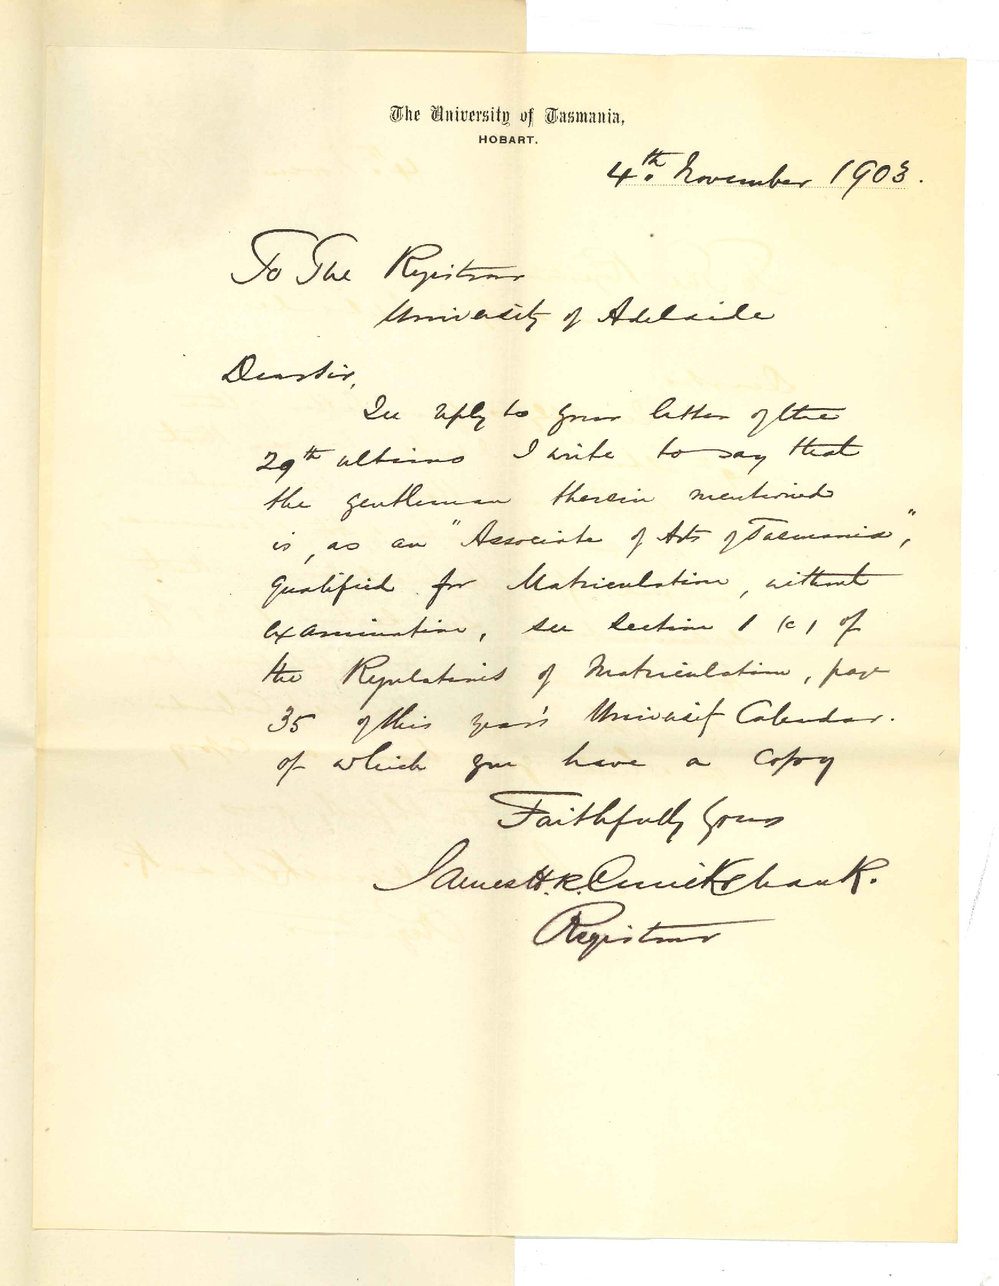 The University of Tasmania,
HOBART.
4th. November 1903.
To The Registrar
University of Adelaide
Dear Sir,
In reply to your letter of the
29th ultimo I write to say that
the gentleman therein mentioned
is, as an "Associate of Arts of Tasmania",
qualified for Matriculation, without
examination, see Section 1 (c) of
the Regulations of Matriculation, page
35 of this year's University Calendar.
of which you have a copy
Faithfully Yours
James H.R. Cruickshank.
Registrar